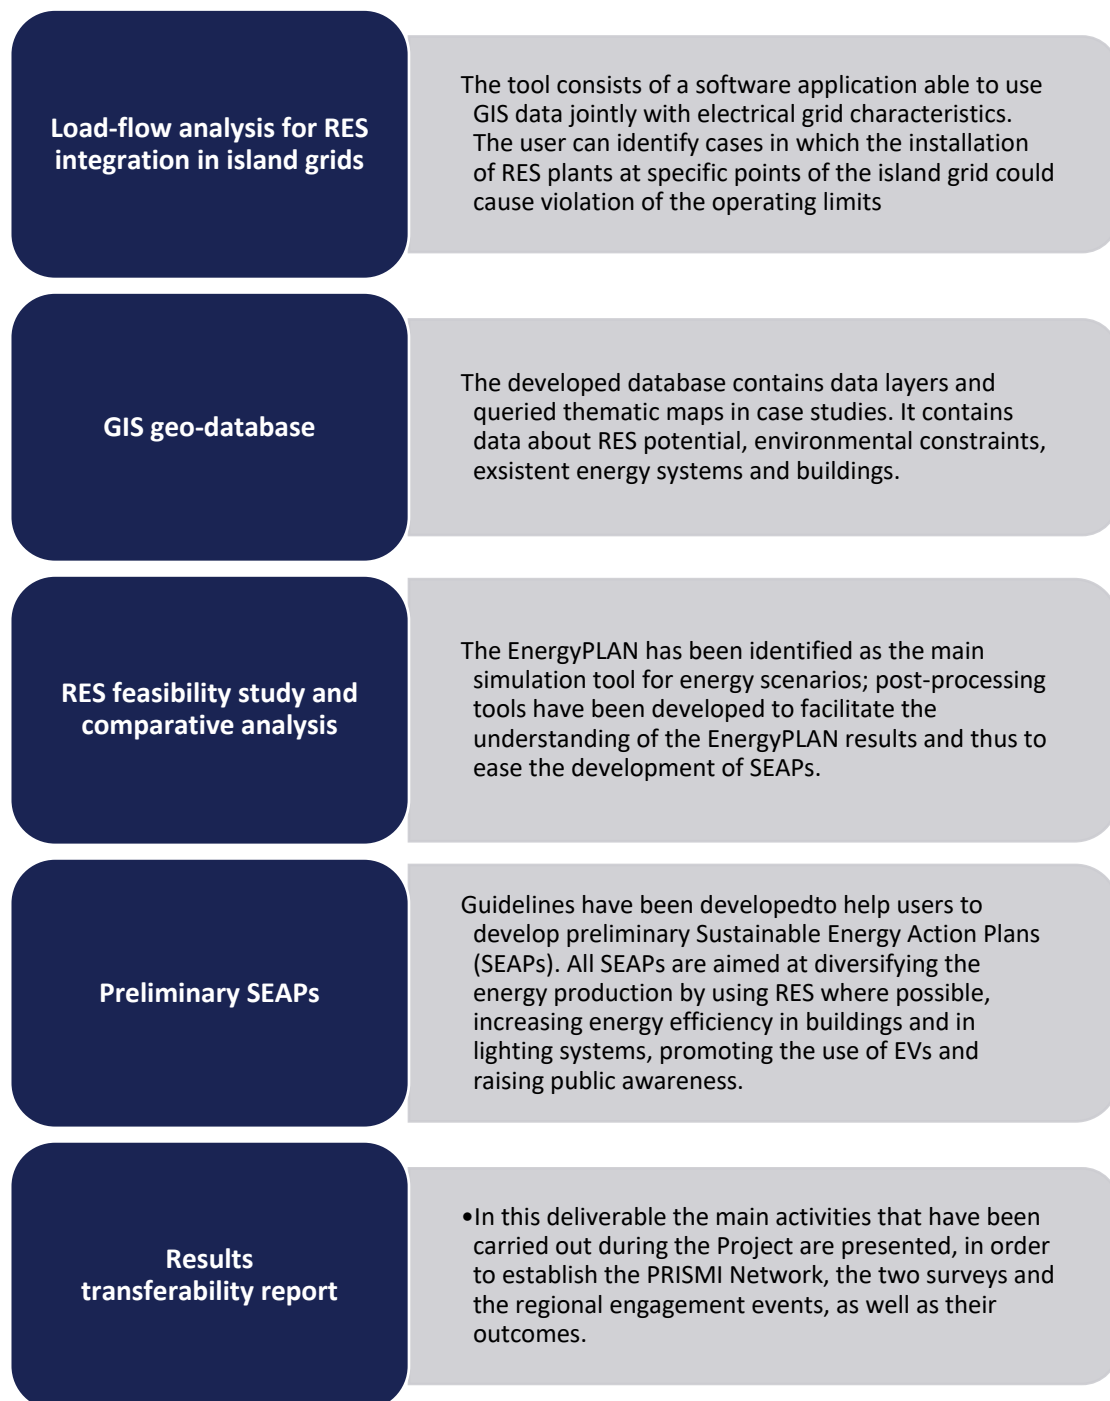 Load-flow analysis for RES
integration in island grids
The tool consists of a software application able to use
GIS data jointly with electrical grid characteristics.
The user can identify cases in which the installation
of RES plants at specific points of the island grid could
cause violation of the operating limits
GIS geo-database
The developed database contains data layers and
queried thematic maps in case studies. It contains
data about RES potential, environmental constraints,
exsistent energy systems and buildings.
RES feasibility study and
comparative analysis
The EnergyPLAN has been identified as the main
simulation tool for energy scenarios; post-processing
tools have been developed to facilitate the
understanding of the EnergyPLAN results and thus to
ease the development of SEAPs.
Preliminary SEAPs
Guidelines have been developedto help users to
develop preliminary Sustainable Energy Action Plans
(SEAPs). All SEAPs are aimed at diversifying the
energy production by using RES where possible,
increasing energy efficiency in buildings and in
lighting systems, promoting the use of EVs and
raising public awareness.
Results
transferability report
•In this deliverable the main activities that have been
carried out during the Project are presented, in order
to establish the PRISMI Network, the two surveys and
the regional engagement events, as well as their
outcomes.